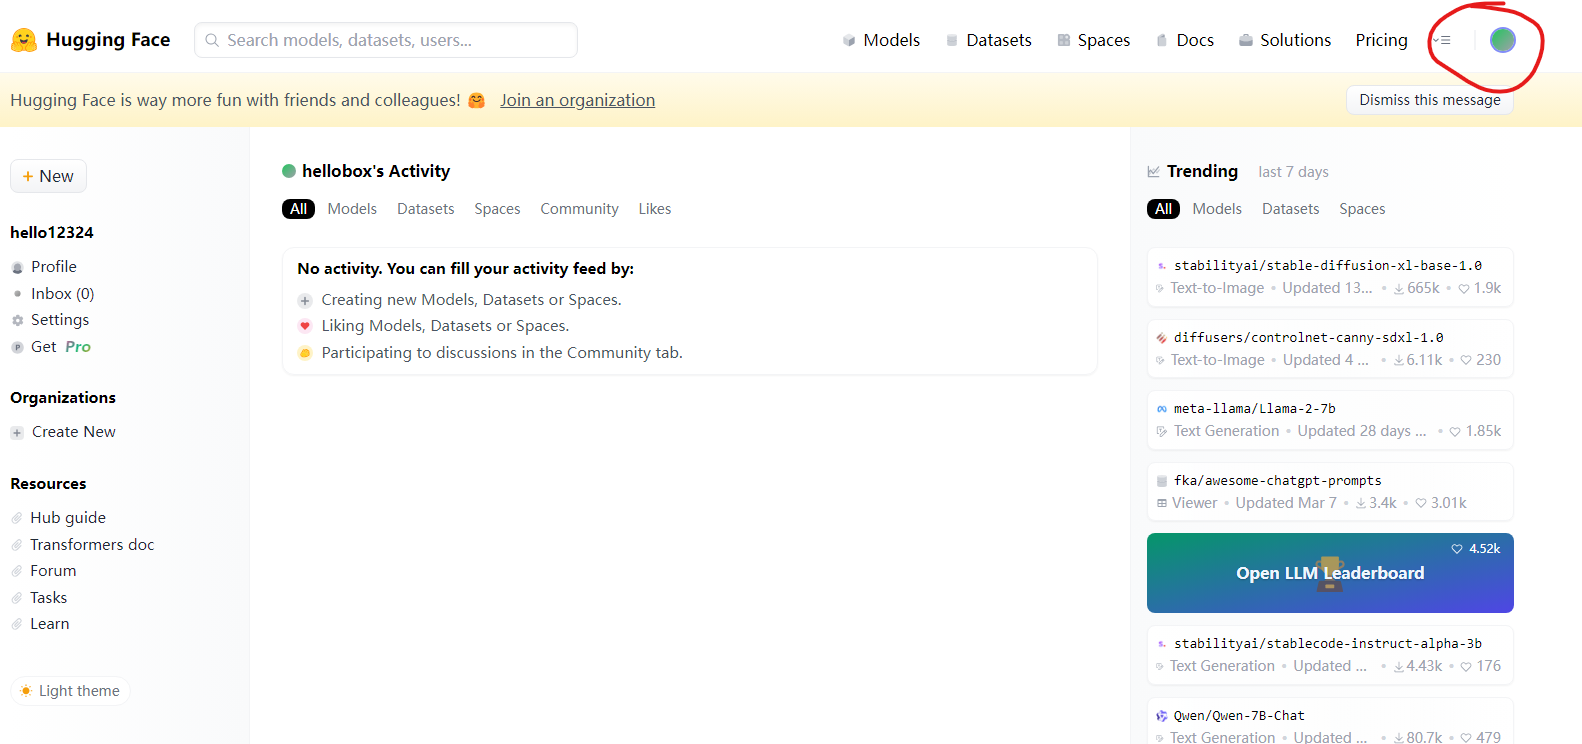 Hugging Face
Search models, datasets, users...
Models
Datasets
Spaces
Docs
Solutions
Pricing
Hugging Face is way more fun with friends and colleagues! 🤗 Join an organization
Dismiss this message
+ New
hello12324
Profile
Inbox (0)
Settings
Get Pro
Organizations
Create New
Resources
Hub guide
Transformers doc
Forum
Tasks
Learn
Light theme
hellobox's Activity
All Models Datasets Spaces Community Likes
No activity. You can fill your activity feed by:
Creating new Models, Datasets or Spaces.
Liking Models, Datasets or Spaces.
Participating to discussions in the Community tab.
Trending last 7 days
All Models Datasets Spaces
stabilityai/stable-diffusion-xl-base-1.0
Text-to-Image • Updated 13... • 665k • 1.9k
diffusers/controlnet-canny-sdxl-1.0
Text-to-Image • Updated 4 ... • 6.11k • 230
meta-llama/Llama-2-7b
Text Generation • Updated 28 days ... • 1.85k
fka/awesome-chatgpt-prompts
Viewer • Updated Mar 7 • 3.4k • 3.01k
4.52k
Open LLM Leaderboard
stabilityai/stablecode-instruct-alpha-3b
Text Generation • Updated ... • 4.43k • 176
Qwen/Qwen-7B-Chat
Text Generation • Updated ... • 80.7k • 479